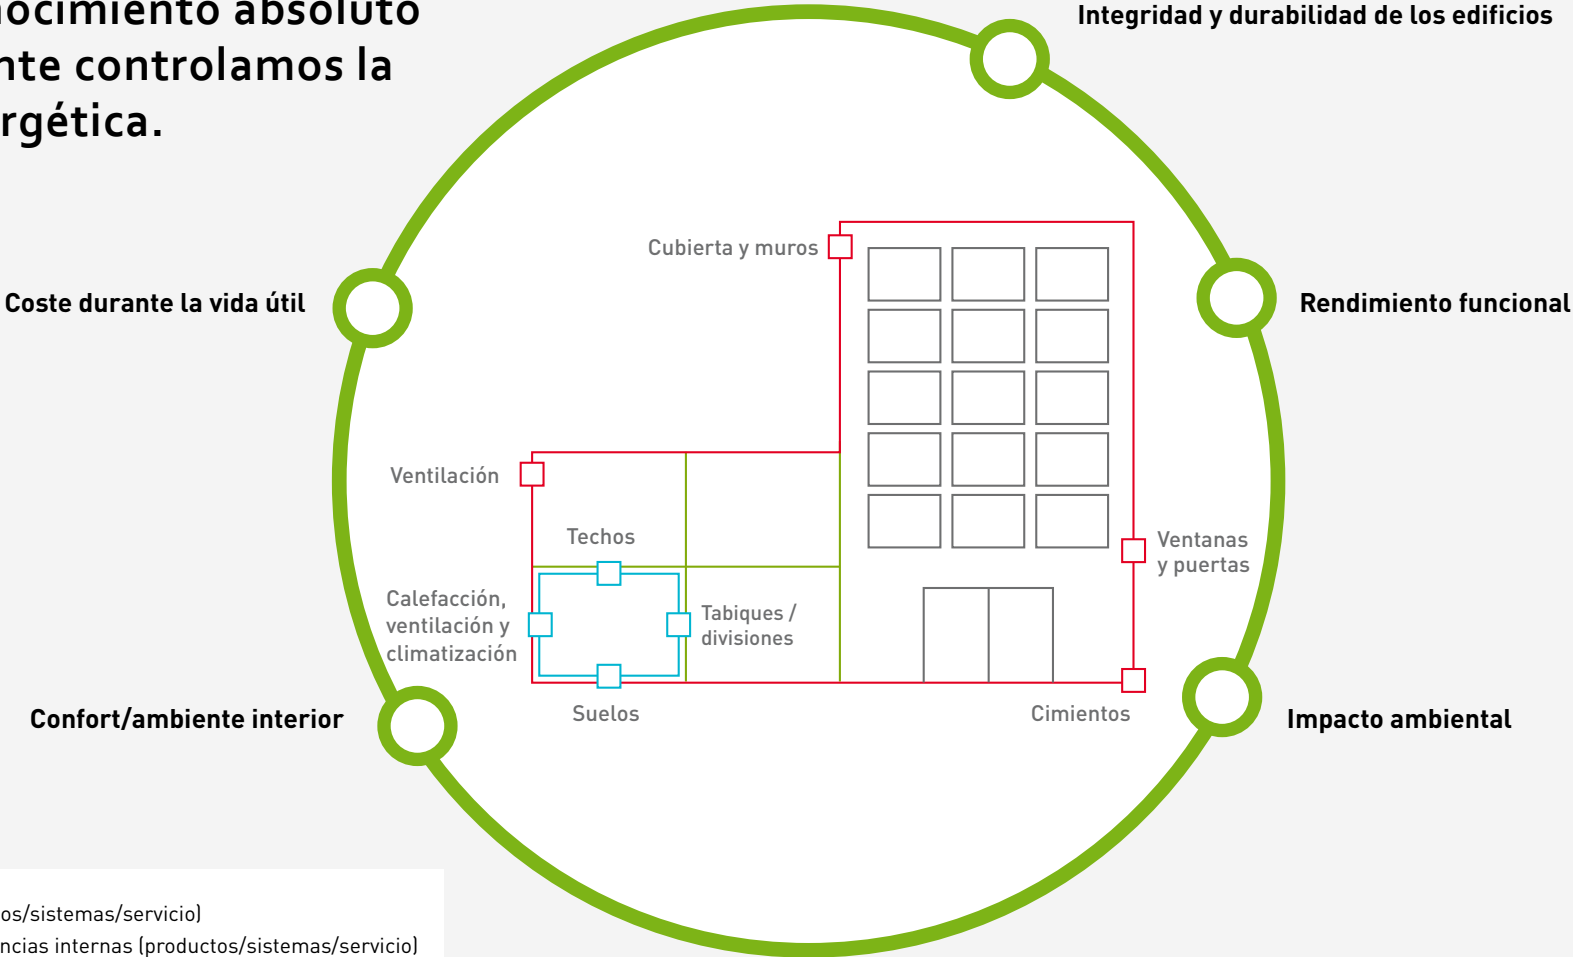 nocimiento absoluto
nte controlamos la
rgética.
Integridad y durabilidad de los edificios
Cubierta y muros
Coste durante la vida útil
Rendimiento funcional
Ventilación
Techos
Ventanas
y puertas
Calefacción,
ventilación y
climatización
Tabiques /
divisiones
Suelos
Cimientos
Confort/ambiente interior
Impacto ambiental
os/sistemas/servicio)
ncias internas (productos/sistemas/servicio)